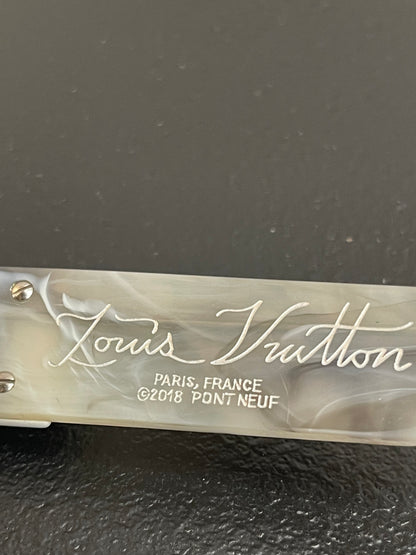 Louis Vuitton
PARIS, FRANCE
©2018 PONT NEUF